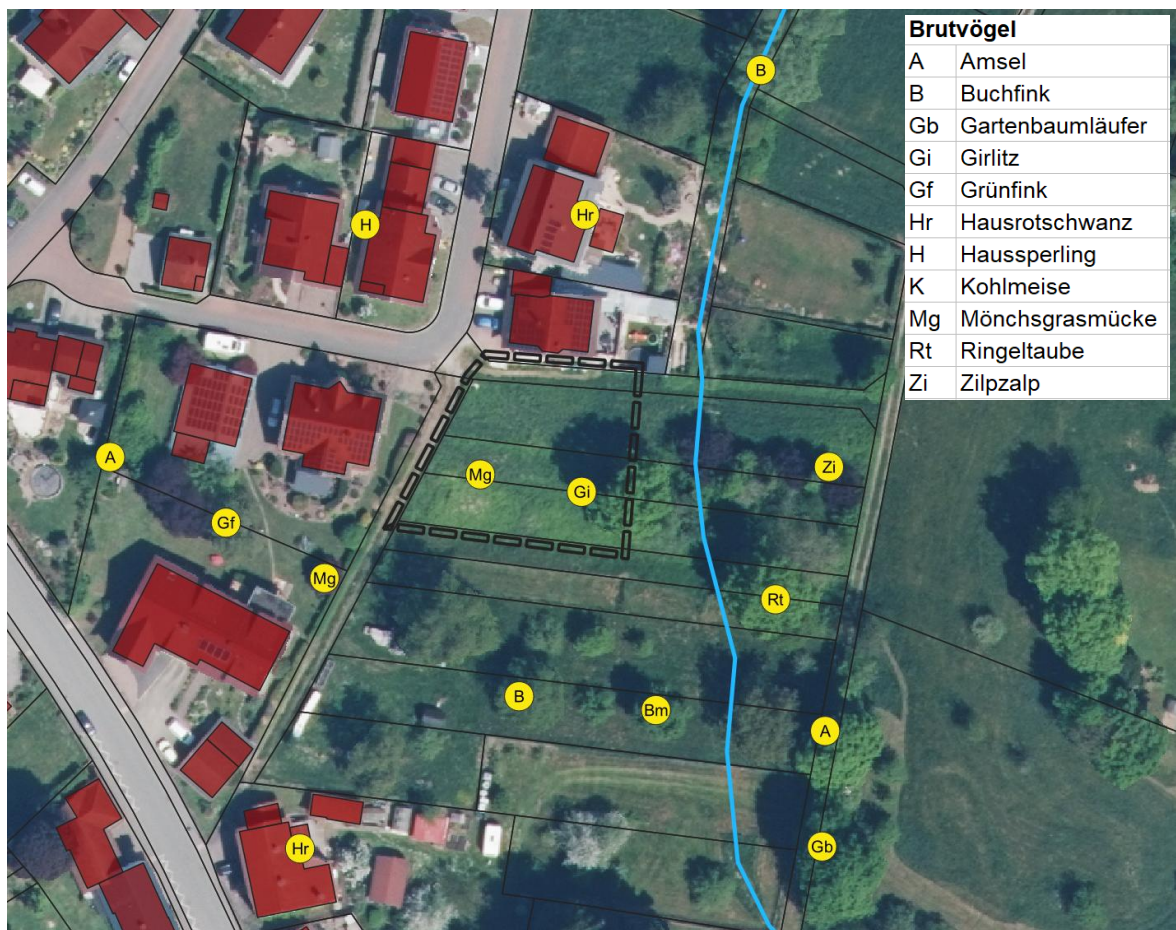 Brutvögel
A Amsel
B Buchfink
Gb Gartenbaumläufer
Gi Girlitz
Gf Grünfink
Hr Hausrotschwanz
H Haussperling
K Kohlmeise
Mg Mönchsgrasmücke
Rt Ringeltaube
Zi Zilpzalp
B
Hr
H
A
Zi
Mg
Gi
Gf
Mg
Rt
B
Bm
A
Gb
Hr